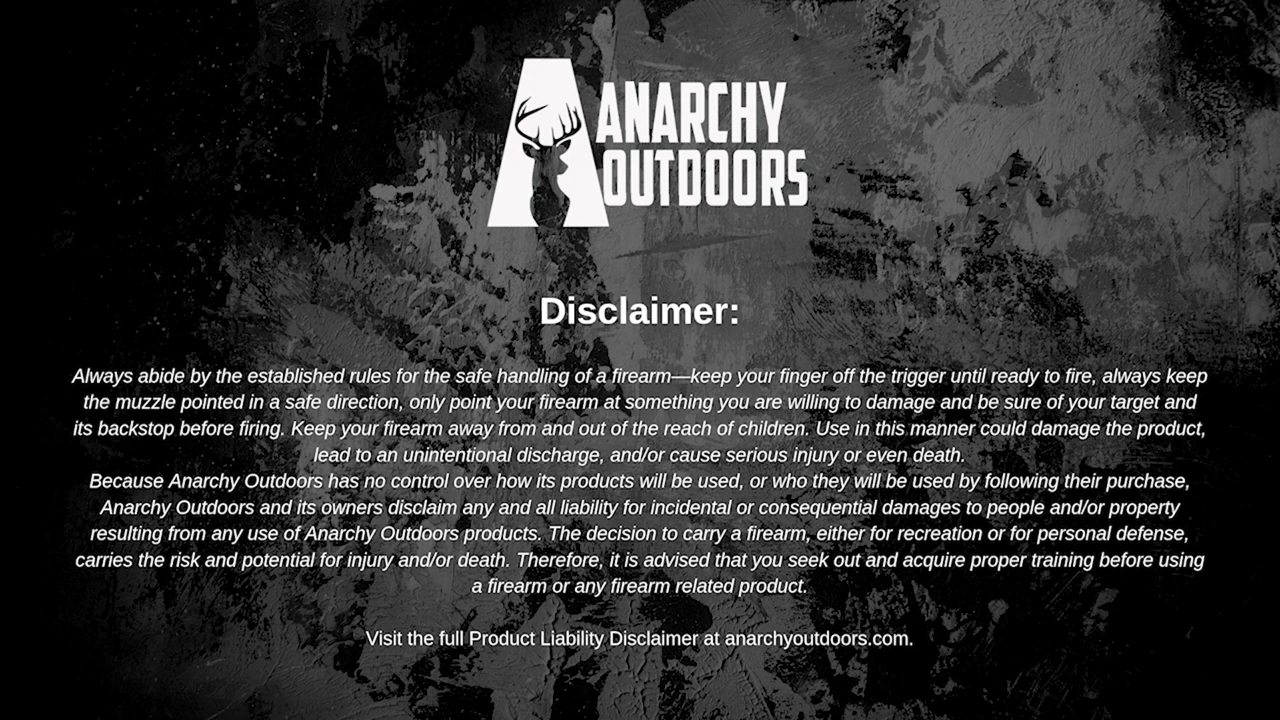 ANARCHY
OUTDOORS
Disclaimer:
Always abide by the established rules for the safe handling of a firearm—keep your finger off the trigger until ready to fire, always keep
the muzzle pointed in a safe direction, only point your firearm at something you are willing to damage and be sure of your target and
its backstop before firing. Keep your firearm away from and out of the reach of children. Use in this manner could damage the product,
lead to an unintentional discharge, and/or cause serious injury or even death.
Because Anarchy Outdoors has no control over how its products will be used, or who they will be used by following their purchase,
Anarchy Outdoors and its owners disclaim any and all liability for incidental or consequential damages to people and/or property
resulting from any use of Anarchy Outdoors products. The decision to carry a firearm, either for recreation or for personal defense,
carries the risk and potential for injury and/or death. Therefore, it is advised that you seek out and acquire proper training before using
a firearm or any firearm related product.
Visit the full Product Liability Disclaimer at anarchyoutdoors.com.